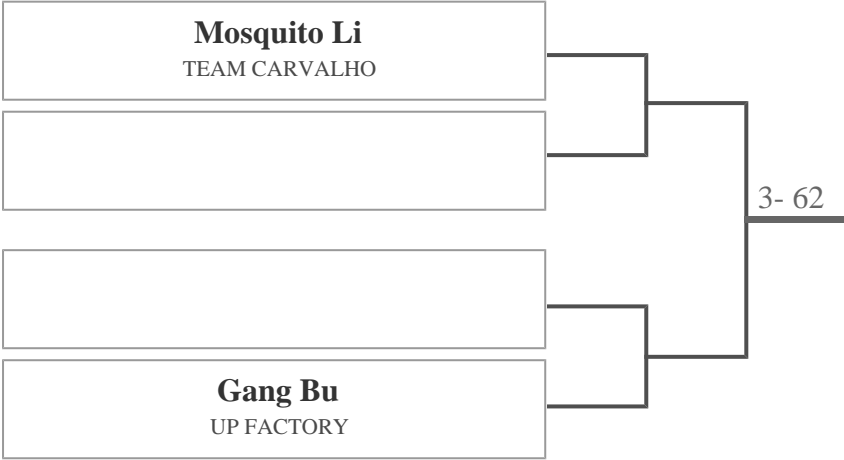 Mosquito Li
TEAM CARVALHO
3- 62
Gang Bu
UP FACTORY